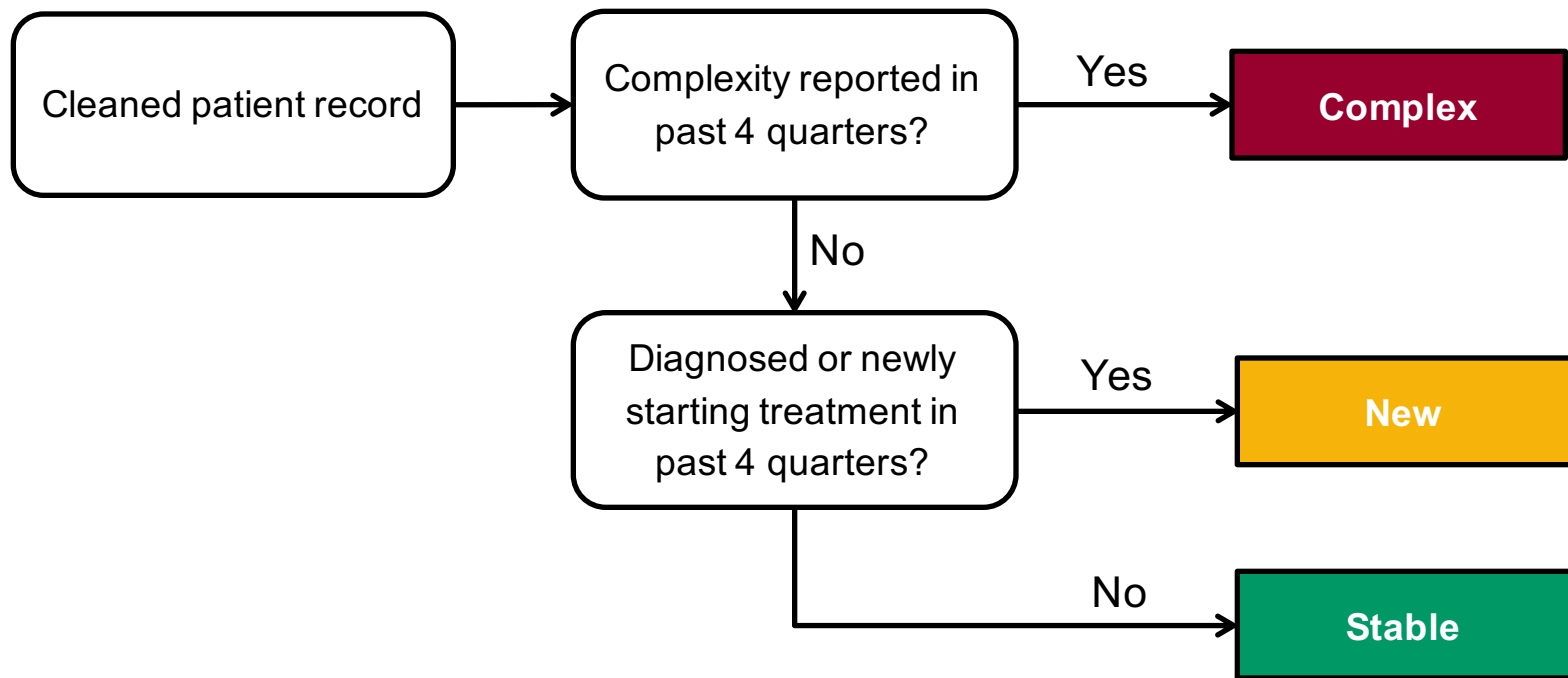 Cleaned patient record
Complexity reported in
past 4 quarters?
Yes
Complex
No
Diagnosed or newly
starting treatment in
past 4 quarters?
Yes
New
No
Stable